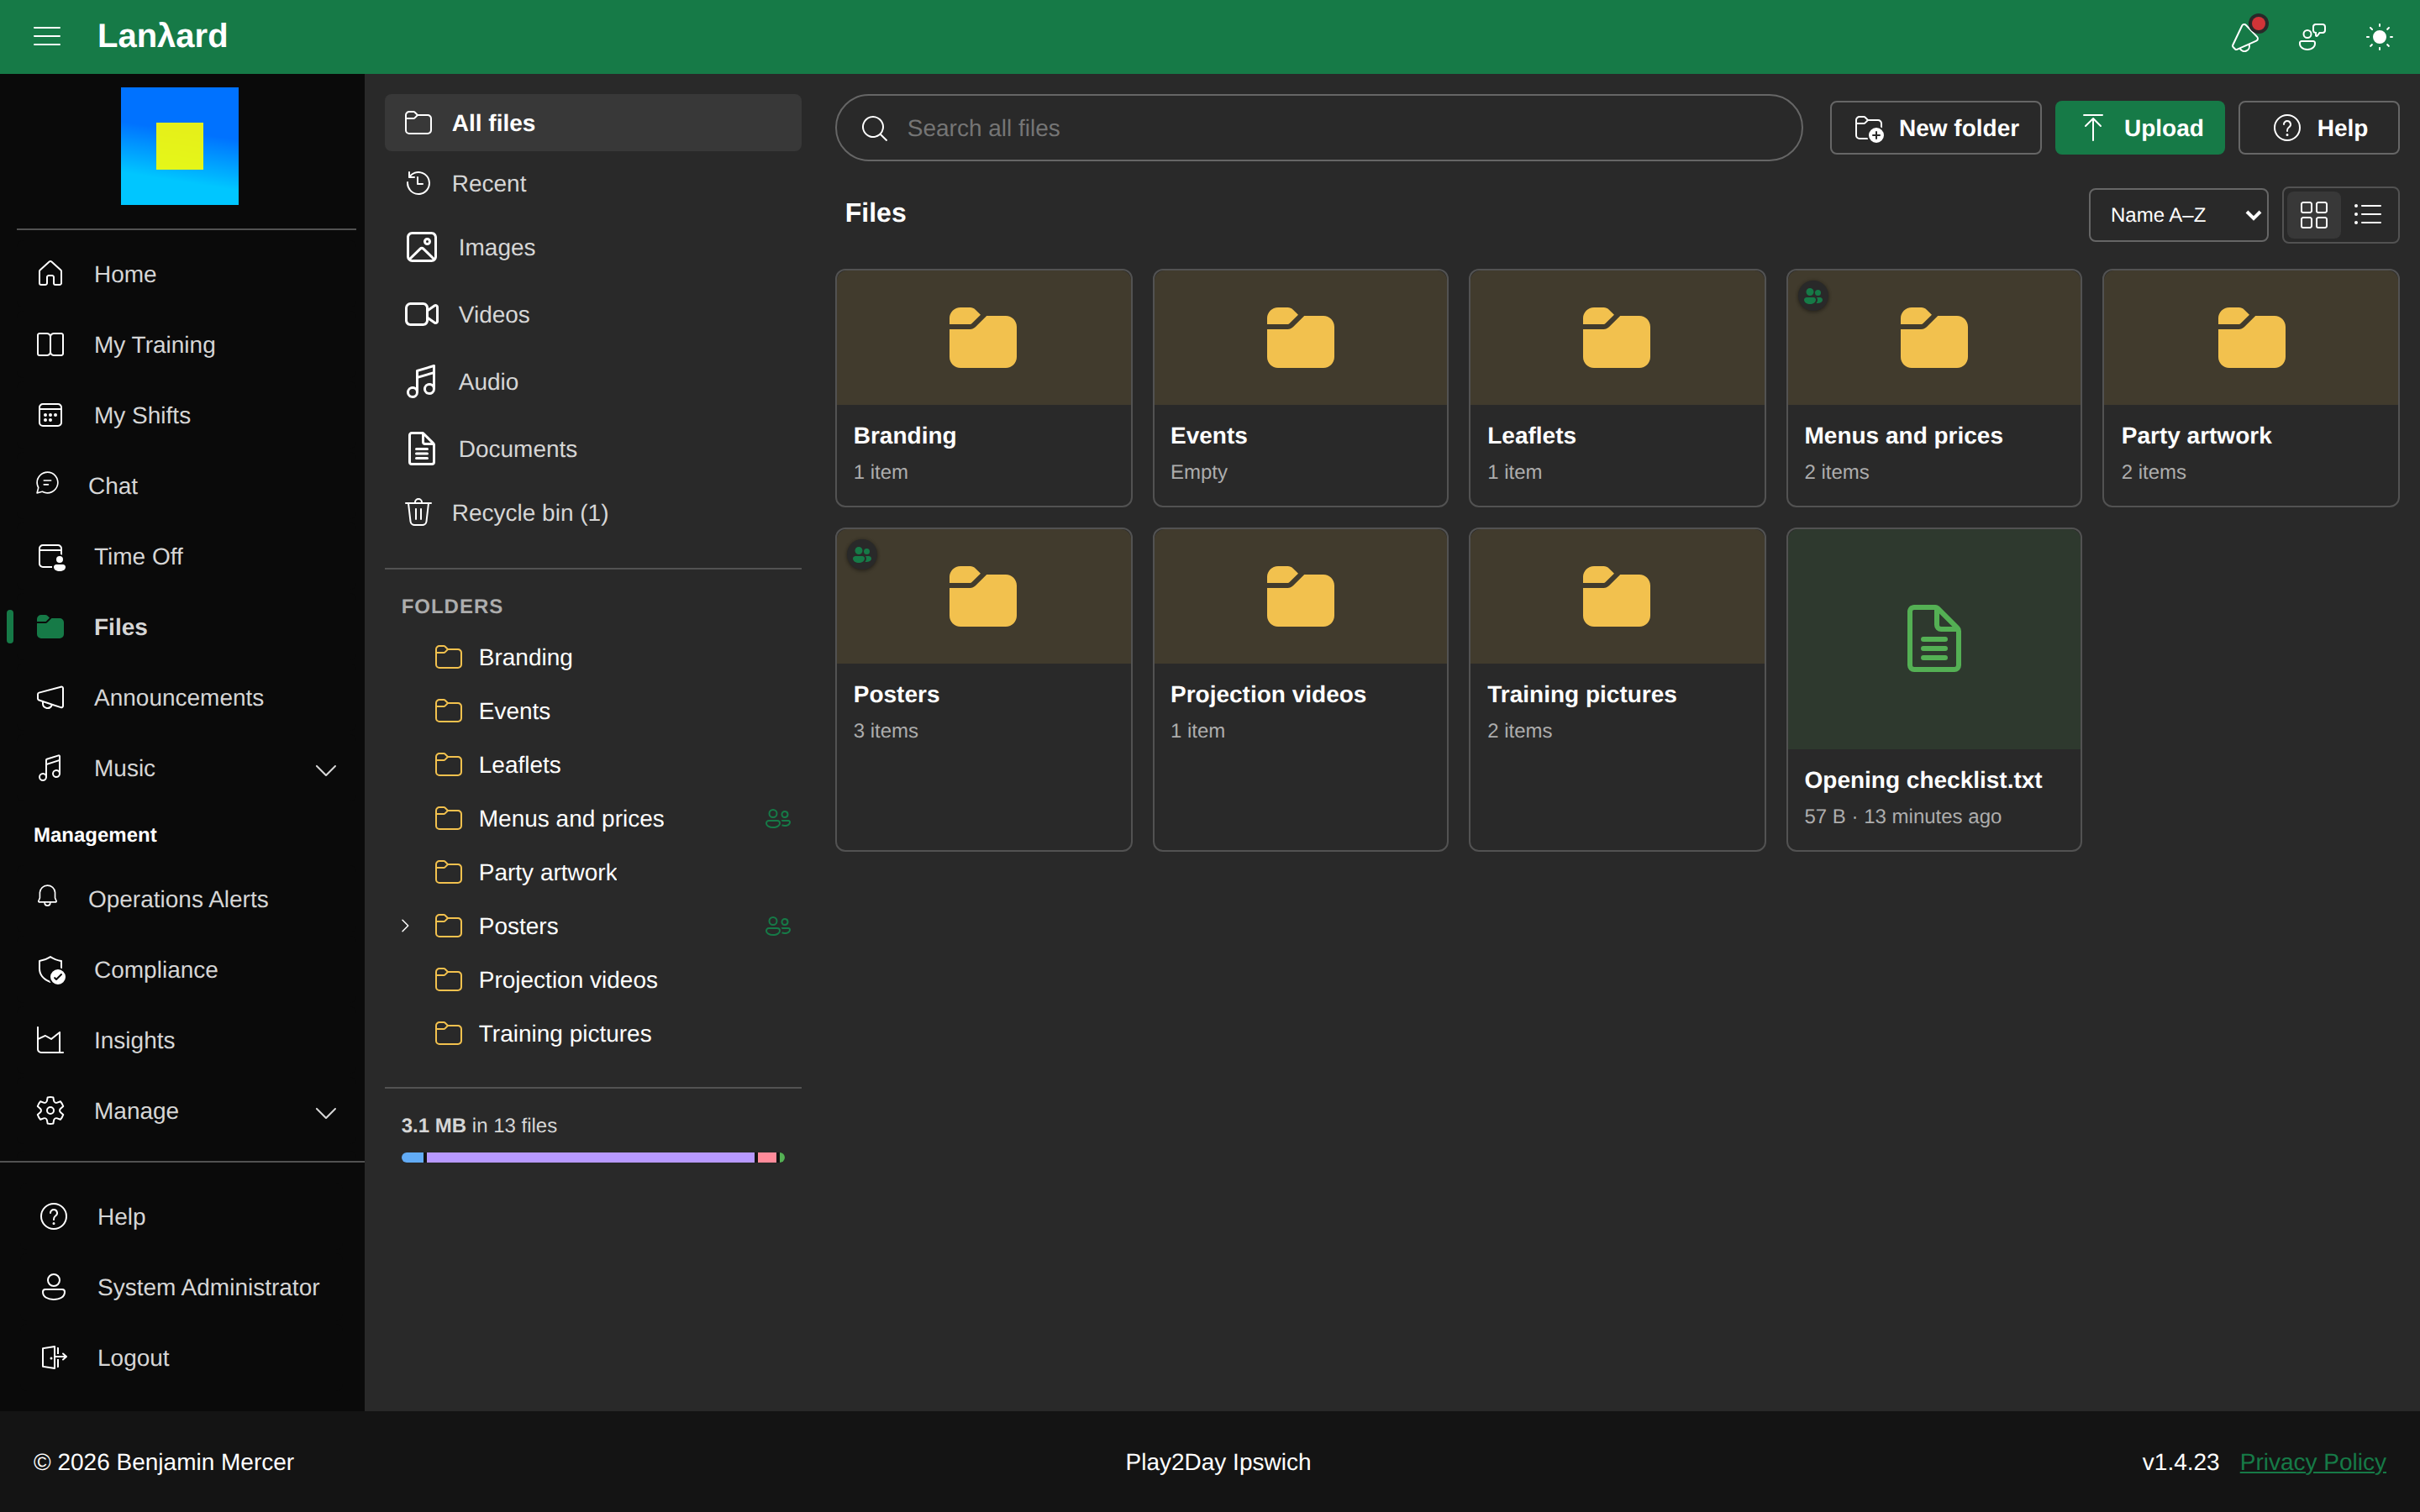 Lanλard
Home
My Training
My Shifts
Chat
Time Off
Files
Announcements
Music
Management
Operations Alerts
Compliance
Insights
Manage
Help
System Administrator
Logout
All files
Recent
Images
Videos
Audio
Documents
Recycle bin (1)
FOLDERS
Branding
Events
Leaflets
Menus and prices
Party artwork
Posters
Projection videos
Training pictures
3.1 MB in 13 files
Search all files
New folder
Upload
Help
Files
Name A–Z
Branding
1 item
Events
Empty
Leaflets
1 item
Menus and prices
2 items
Party artwork
2 items
Posters
3 items
Projection videos
1 item
Training pictures
2 items
Opening checklist.txt
57 B · 13 minutes ago
© 2026 Benjamin Mercer
Play2Day Ipswich
v1.4.23 Privacy Policy